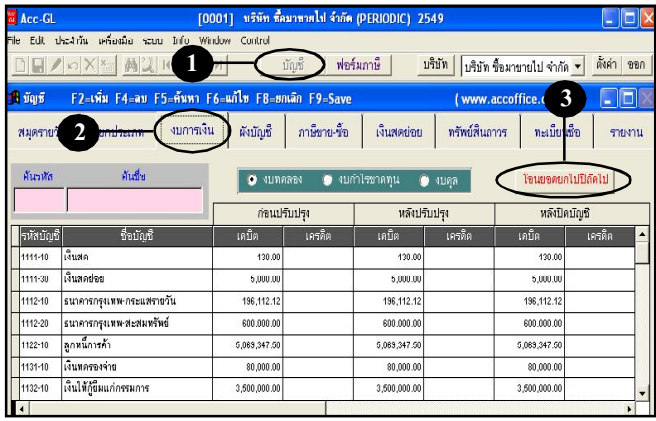 Acc-GL [0001] บริษัท ซื้อมาขายไป จำกัด (PERIODIC) 2549
File Edit ประจำวัน เครื่องมือ ระบบ Info Window Control
1 บัญชี ฟอร์มภาษี บริษัท บริษัท ซื้อมาขายไป จำกัด ตั้งค่า ออก
บัญชี F2=เพิ่ม F4=ลบ F5=ค้นหา F6=แก้ไข F8=ยกเลิก F9=Save (www.accoffice.c 3
2 งบการเงิน ผังบัญชี ภาษีขาย-ซื้อ เงินสดย่อย ทรัพย์สินถาวร รายงาน
ค้นรหัส ค้นชื่อ งบทดลอง งบกำไรขาดทุน งบดุล โอนยอดยกไปปีถัดไป
ก่อนปรับปรุง หลังปรับปรุง หลังปิดบัญชี
รหัสบัญชี ชื่อบัญชี เดบิต เครดิต เดบิต เครดิต เดบิต เครดิต
1111-10 เงินสด 130.00 130.00 130.00
1111-30 เงินสดย่อย 5,000.00 5,000.00 5,000.00
1112-10 ธนาคารกรุงเทพ-กระแสรายวัน 196,112.12 196,112.12 196,112.12
1112-20 ธนาคารกรุงเทพ-สะสมทรัพย์ 600,000.00 600,000.00 600,000.00
1122-10 ลูกหนี้การค้า 5,069,347.50 5,069,347.50 5,069,347.50
1131-10 เงินทดรองจ่าย 80,000.00 80,000.00 80,000.00
1132-10 เงินให้กู้ยืมแก่กรรมการ 3,500,000.00 3,500,000.00 3,500,000.00